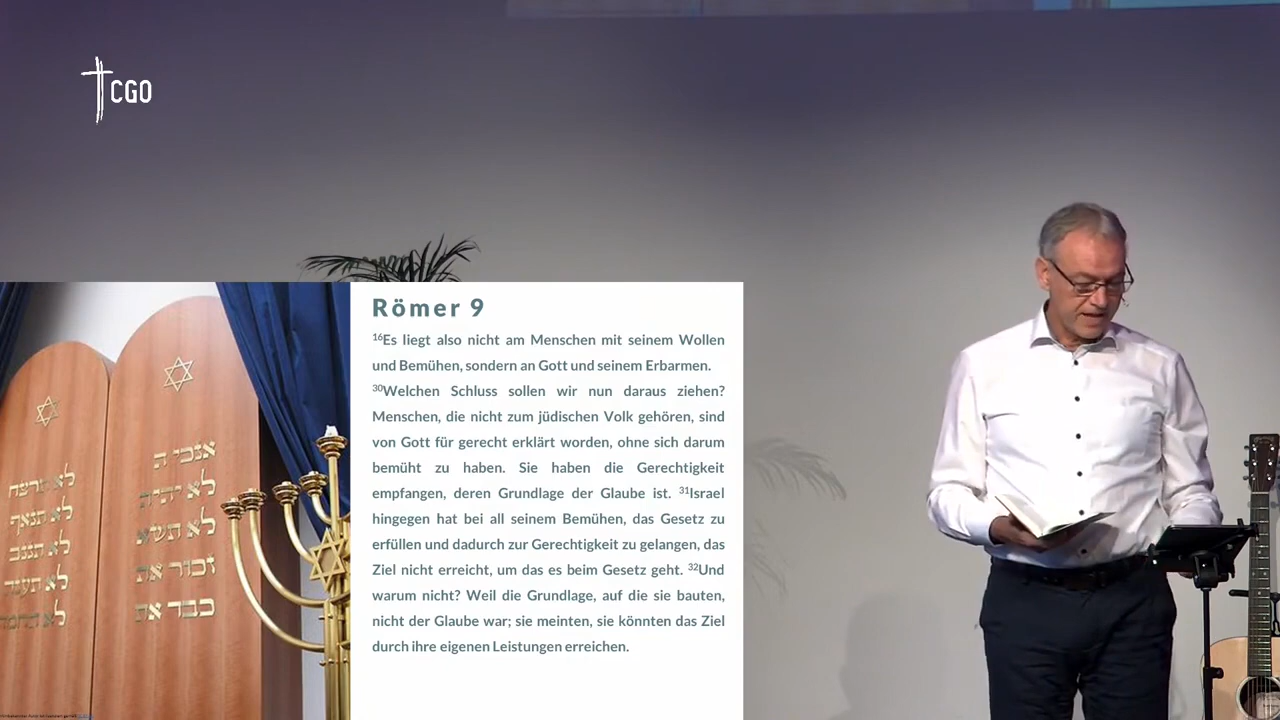 CGO
Römer 9
¹⁶Es liegt also nicht am Menschen mit seinem Wollen
und Bemühen, sondern an Gott und seinem Erbarmen.
³⁰Welchen Schluss sollen wir nun daraus ziehen?
Menschen, die nicht zum jüdischen Volk gehören, sind
von Gott für gerecht erklärt worden, ohne sich darum
bemüht zu haben. Sie haben die Gerechtigkeit
empfangen, deren Grundlage der Glaube ist. ³¹Israel
hingegen hat bei all seinem Bemühen, das Gesetz zu
erfüllen und dadurch zur Gerechtigkeit zu gelangen, das
Ziel nicht erreicht, um das es beim Gesetz geht. ³²Und
warum nicht? Weil die Grundlage, auf die sie bauten,
nicht der Glaube war; sie meinten, sie könnten das Ziel
durch ihre eigenen Leistungen erreichen.
אנכי ה
לא יהיה
לא תשא
זכור את
כבד את
לא תרצח
לא תנאף
לא תגנב
לא תענה
לא תחמד